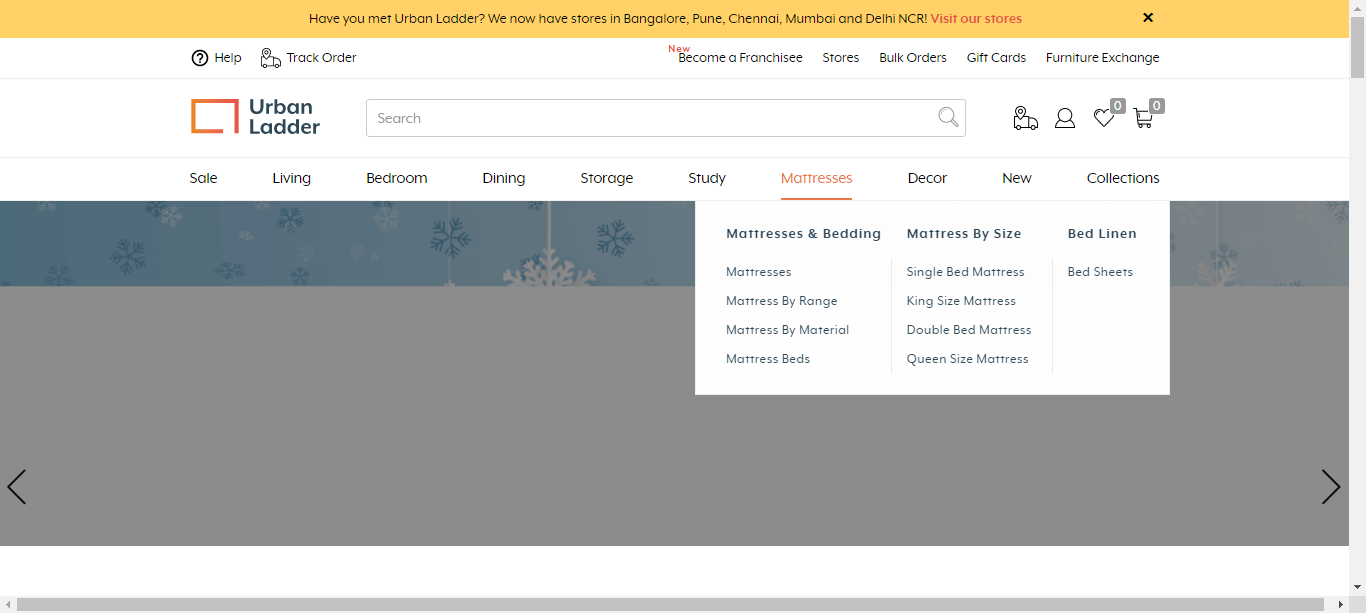 Have you met Urban Ladder? We now have stores in Bangalore, Pune, Chennai, Mumbai and Delhi NCR! Visit our stores
Help Track Order New Become a Franchisee Stores Bulk Orders Gift Cards Furniture Exchange
Urban
Ladder
Search
0 0
Sale Living Bedroom Dining Storage Study Mattresses Decor New Collections
Mattresses & Bedding
Mattresses
Mattress By Range
Mattress By Material
Mattress Beds
Mattress By Size
Single Bed Mattress
King Size Mattress
Double Bed Mattress
Queen Size Mattress
Bed Linen
Bed Sheets